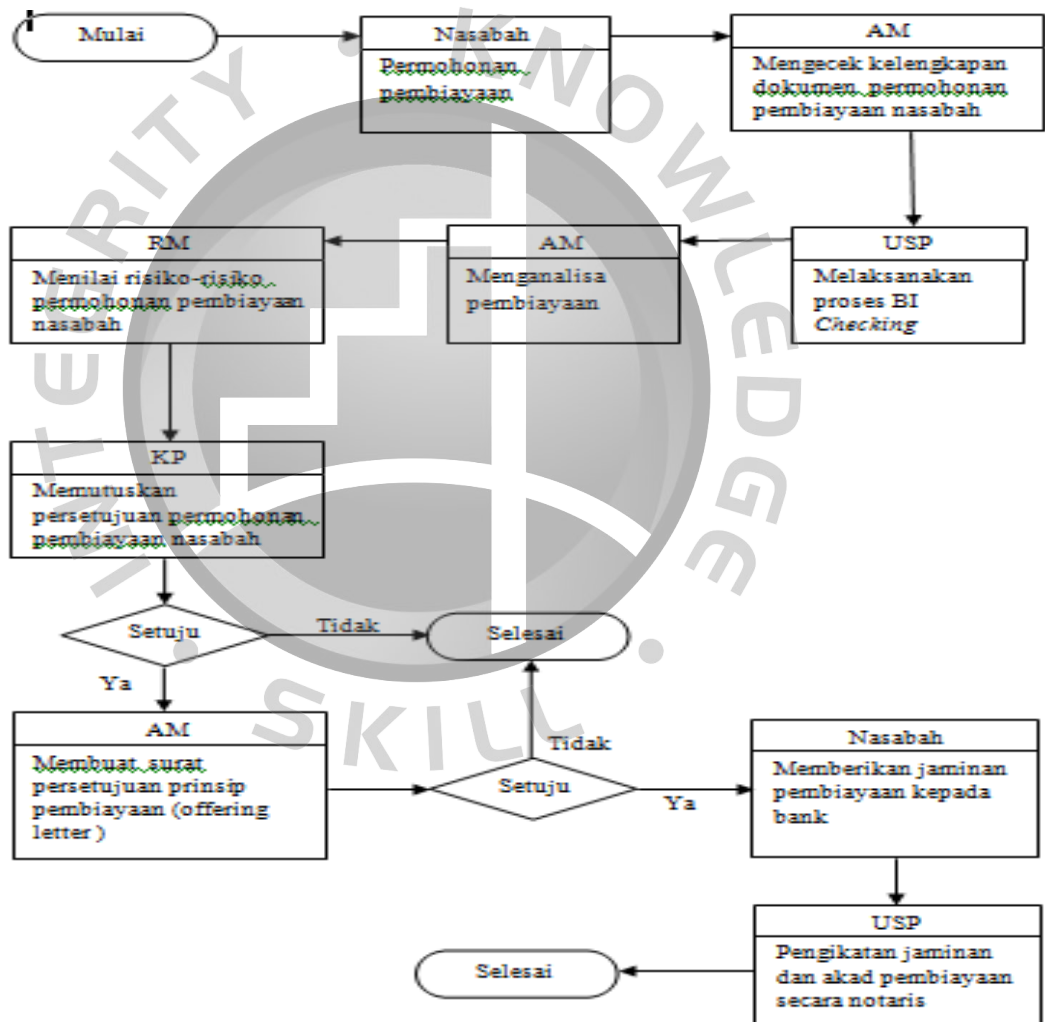 Mulai
Nasabah
Permohonan
pembiayaan
AM
Mengecek kelengkapan
dokumen permohonan
pembiayaan nasabah
RM
Menilai risiko-risiko
permohonan pembiayaan
nasabah
AM
Menganalisa
pembiayaan
USP
Melaksanakan
proses BI
Checking
KP
Memutuskan
persetujuan permohonan
pembiayaan nasabah
Setuju
Tidak
Selesai
Ya
AM
Membuat surat
persetujuan prinsip
pembiayaan (offering
letter )
Tidak
Setuju
Ya
Nasabah
Memberikan jaminan
pembiayaan kepada
bank
USP
Pengikatan jaminan
dan akad pembiayaan
secara notaris
Selesai
INTEGRITY • KNOWLEDGE • SKILL •